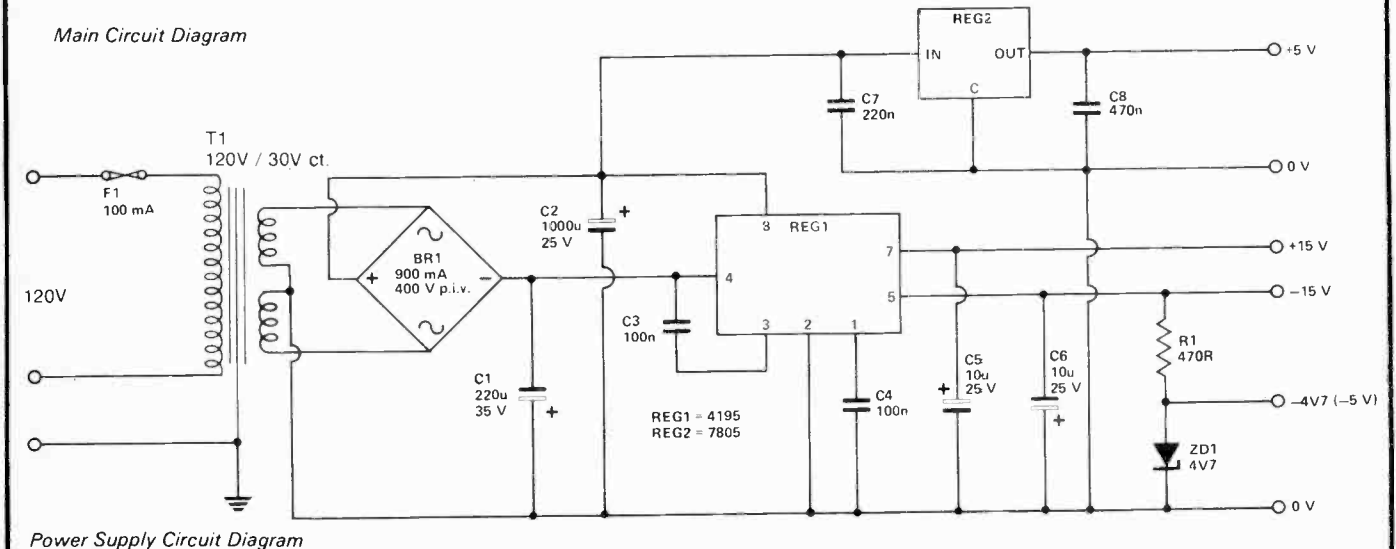 Main Circuit Diagram
REG2
IN
OUT
C
+5 V
C7
220n
C8
470n
T1
120V / 30V ct.
0 V
F1
100 mA
C2
1000u
25 V
+
3
REG1
7
+15 V
BR1
900 mA
400 V p.i.v.
+
−
4
5
−15 V
120V
C3
100n
3
2
1
R1
470R
C1
220u
35 V
+
C4
100n
C5
10u
25 V
+
C6
10u
25 V
+
REG1 = 4195
REG2 = 7805
−4V7 (−5 V)
ZD1
4V7
0 V
Power Supply Circuit Diagram